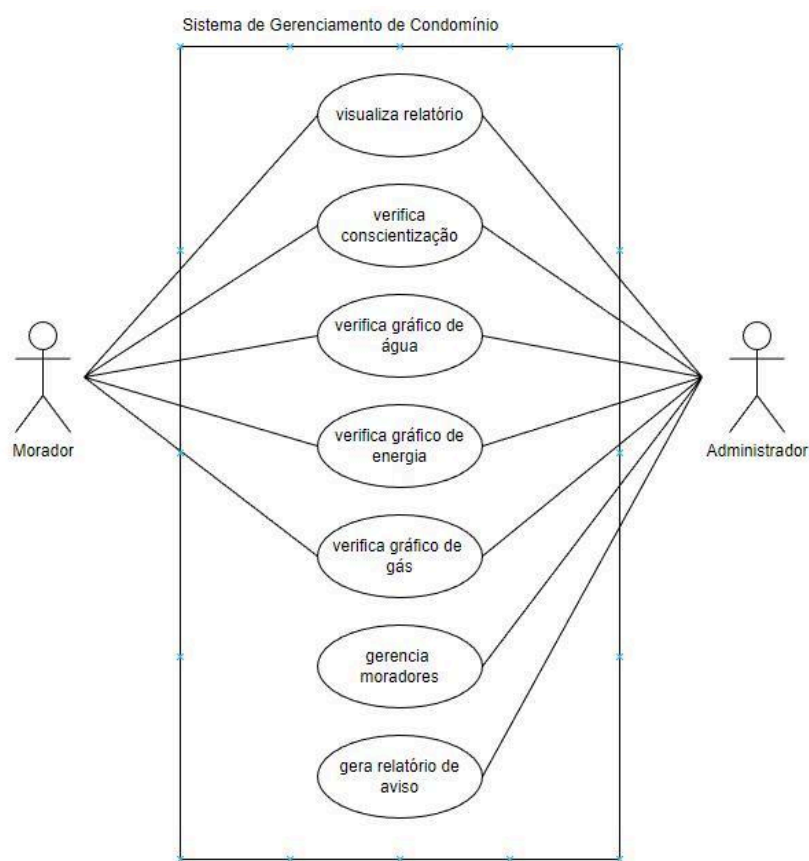 Sistema de Gerenciamento de Condomínio
visualiza relatório
verifica
conscientização
verifica gráfico de
água
verifica gráfico de
energia
verifica gráfico de
gás
gerencia
moradores
gera relatório de
aviso
Morador
Administrador